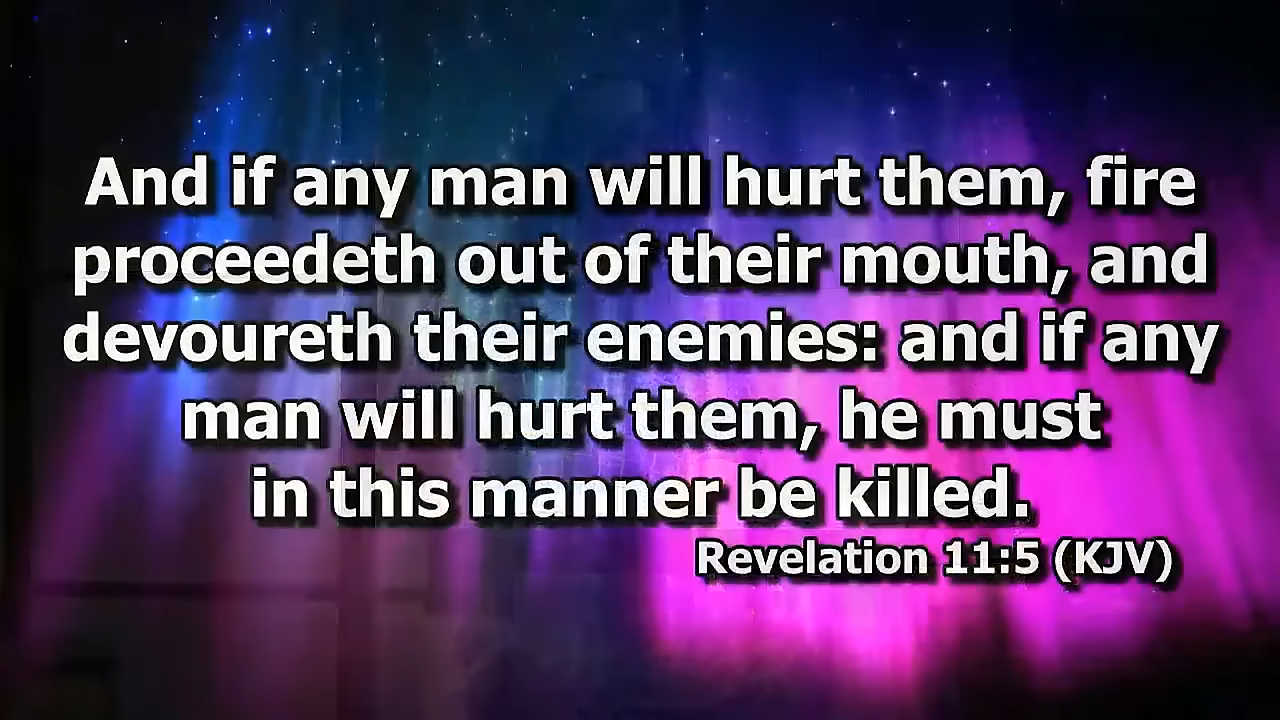 And if any man will hurt them, fire
proceedeth out of their mouth, and
devoureth their enemies: and if any
man will hurt them, he must
in this manner be killed.
Revelation 11:5 (KJV)